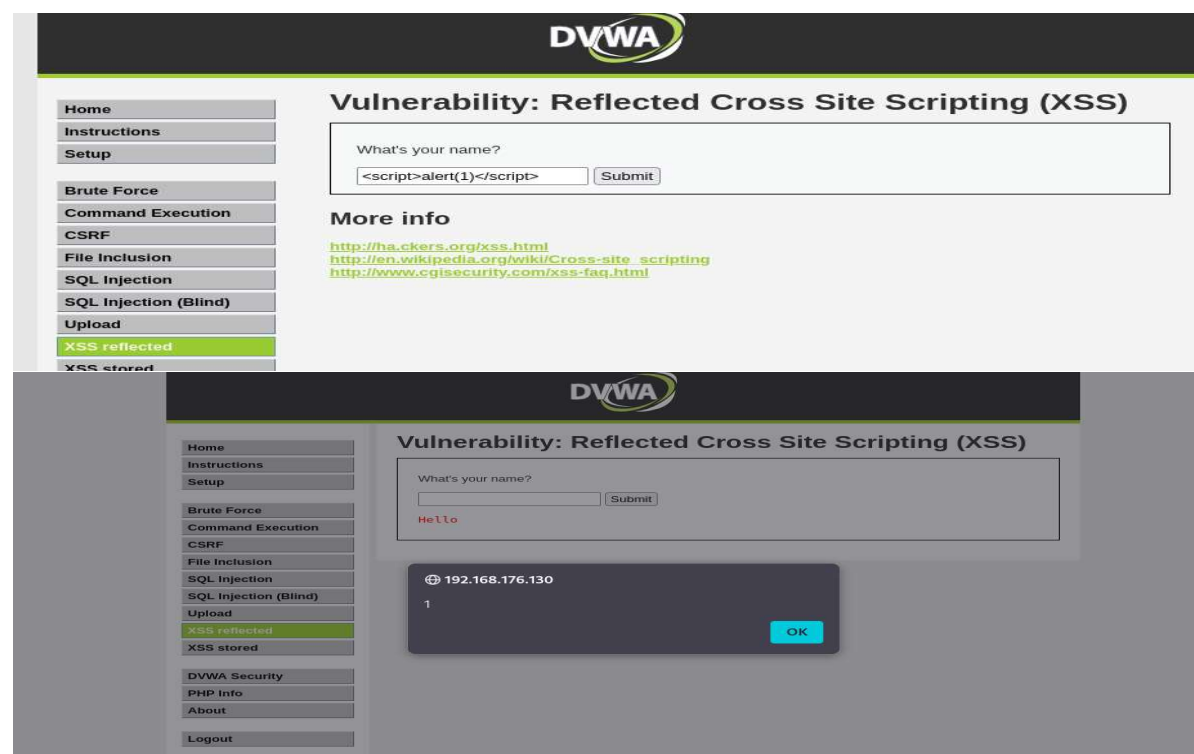 DVWA
Home
Instructions
Setup
Brute Force
Command Execution
CSRF
File Inclusion
SQL Injection
SQL Injection (Blind)
Upload
XSS reflected
XSS stored
Vulnerability: Reflected Cross Site Scripting (XSS)
What's your name?
<script>alert(1)</script> Submit
More info
http://ha.ckers.org/xss.html
http://en.wikipedia.org/wiki/Cross-site_scripting
http://www.cgisecurity.com/xss-faq.html
DVWA
Home
Instructions
Setup
Brute Force
Command Execution
CSRF
File Inclusion
SQL Injection
SQL Injection (Blind)
Upload
XSS reflected
XSS stored
DVWA Security
PHP Info
About
Logout
Vulnerability: Reflected Cross Site Scripting (XSS)
What's your name?
Submit
Hello
192.168.176.130
1
OK